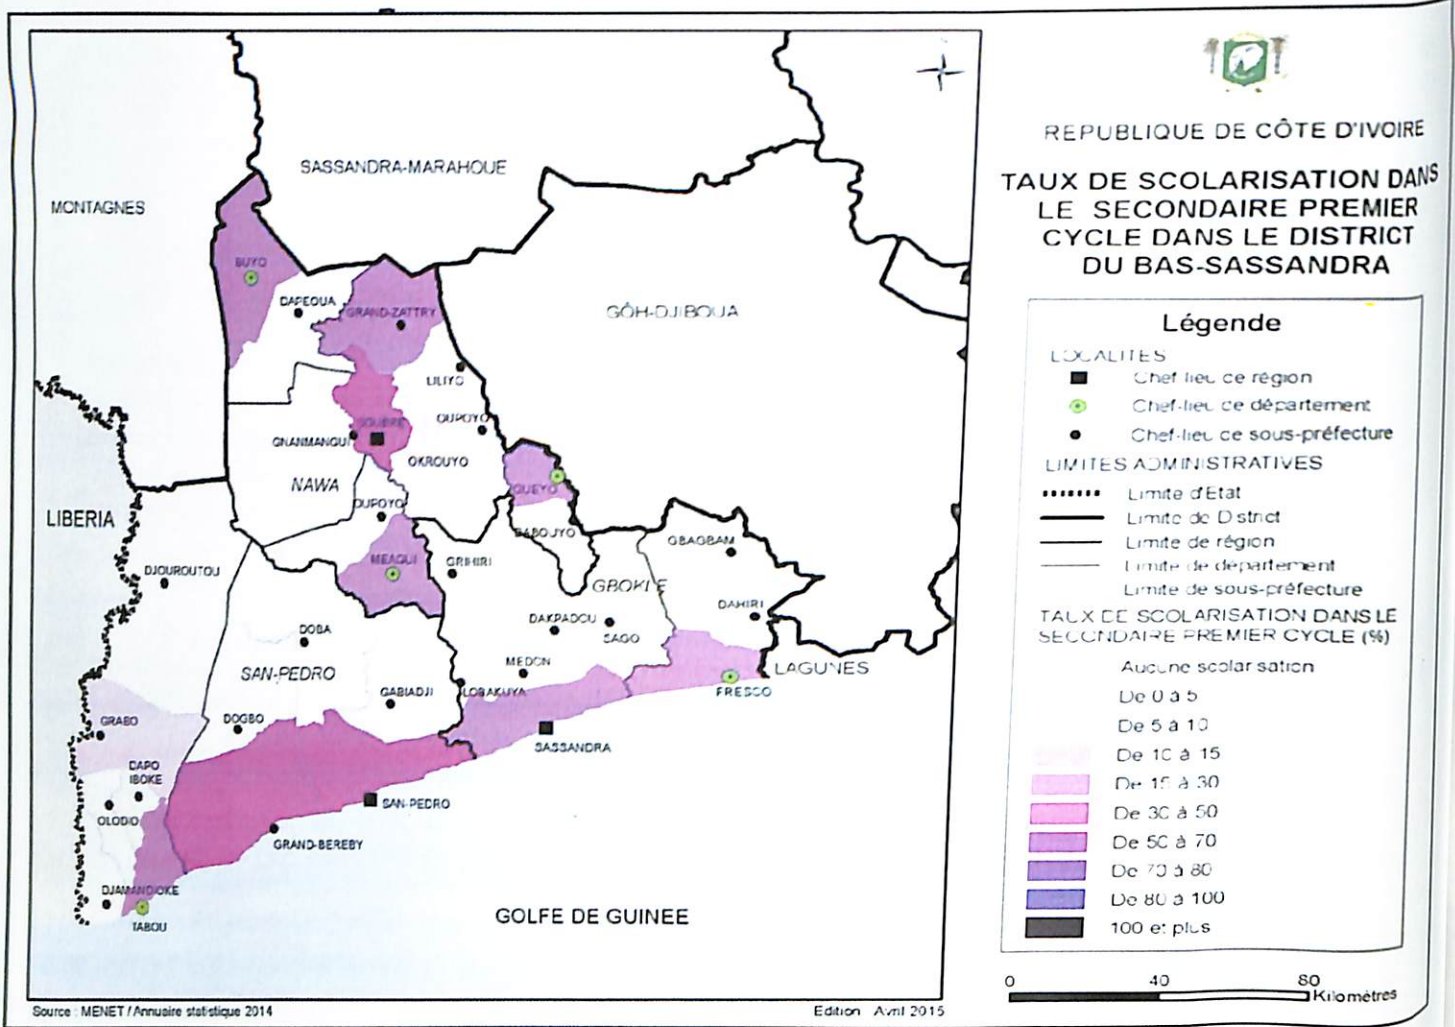 REPUBLIQUE DE CÔTE D'IVOIRE
TAUX DE SCOLARISATION DANS
LE SECONDAIRE PREMIER
CYCLE DANS LE DISTRICT
DU BAS-SASSANDRA
Légende
LOCALITES
Chef-lieu de région
Chef-lieu de département
Chef-lieu de sous-préfecture
LIMITES ADMINISTRATIVES
Limite d'Etat
Limite de District
Limite de région
Limite de département
Limite de sous-préfecture
TAUX DE SCOLARISATION DANS LE
SECONDAIRE PREMIER CYCLE (%)
Aucune scolarisation
De 0 à 5
De 5 à 10
De 10 à 15
De 15 à 30
De 30 à 50
De 50 à 70
De 70 à 80
De 80 à 100
100 et plus
0 40 80
Kilomètres
SASSANDRA-MARAHOUE
MONTAGNES
BUYO
DAPEOUA
GRAND-ZATTRY
GÔH-DJIBOUA
LILIYO
OUPOYO
SOUBRE
GNANMANGUI
OKROUYO
NAWA
GUEYO
OUPOYO
LIBERIA
DABOUYO
GBAGBAM
MEAGUI
GRIHIRI
DJOUROUTOU
GBOKLE
DAHIRI
DAKPADOU
SAGO
DOBA
MEDON
LAGUNES
SAN-PEDRO
GABIADJI
LOBAKUYA
FRESCO
GRABO
DOGBO
SASSANDRA
DAPO
IBOKE
SAN-PEDRO
OLODIO
GRAND-BEREBY
DJAMANDIOKE
TABOU
GOLFE DE GUINEE
Source : MENET / Annuaire statistique 2014
Edition Avril 2015